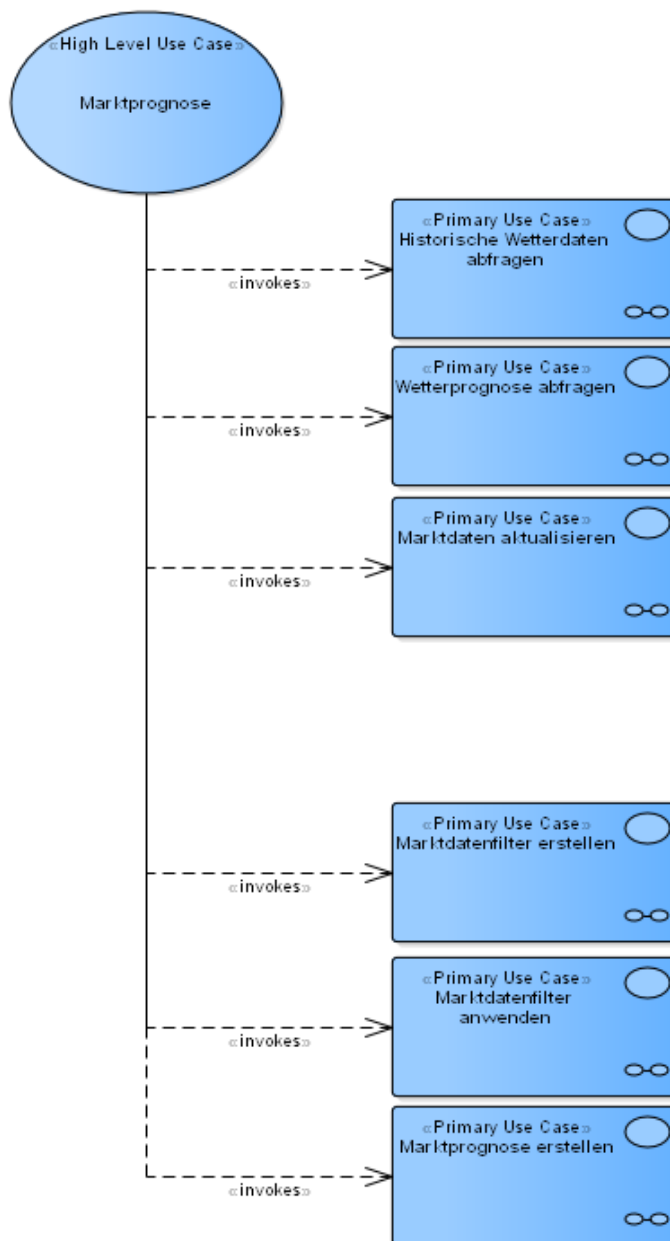 «High Level Use Case»
Marktprognose
«Primary Use Case»
Historische Wetterdaten
abfragen
«invokes»
«Primary Use Case»
Wetterprognose abfragen
«invokes»
«Primary Use Case»
Marktdaten aktualisieren
«invokes»
«Primary Use Case»
Marktdatenfilter erstellen
«invokes»
«Primary Use Case»
Marktdatenfilter
anwenden
«invokes»
«Primary Use Case»
Marktprognose erstellen
«invokes»